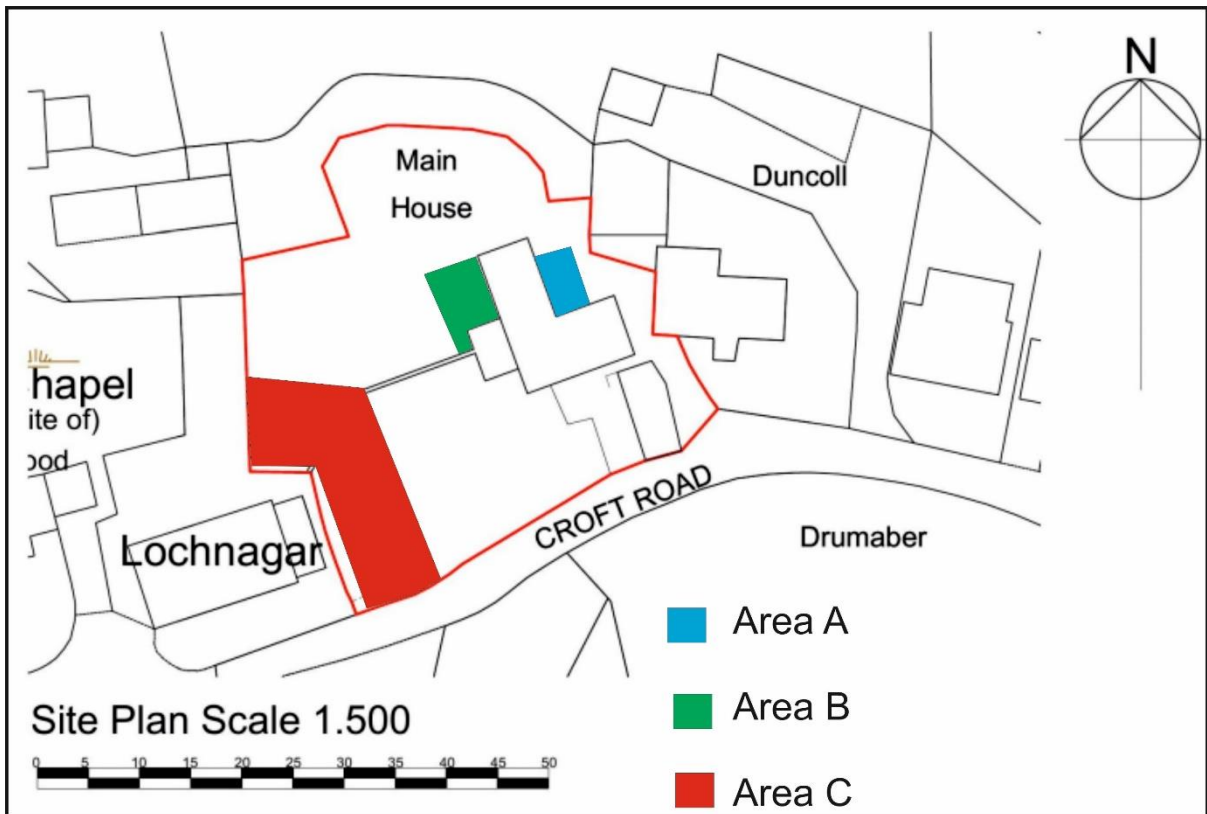 N
Main
House
Duncoll
hapel
ite of)
ood
Lochnagar
CROFT ROAD
Drumaber
Area A
Area B
Area C
Site Plan Scale 1.500
0 5 10 15 20 25 30 35 40 45 50